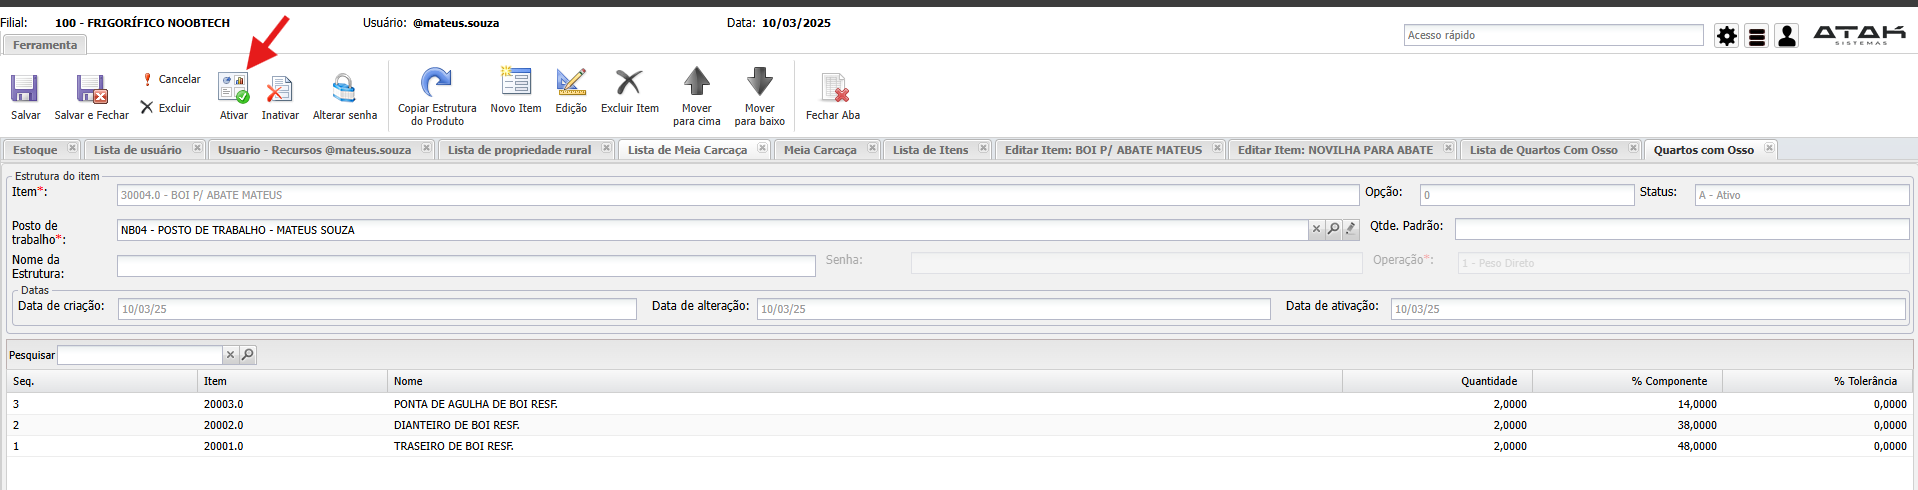 Filial: 100 - FRIGORÍFICO NOOBTECH Usuário: @mateus.souza Data: 10/03/2025
Ferramenta
Acesso rápido
ATAK
SISTEMAS
Salvar
Salvar e Fechar
Cancelar
Excluir
Ativar
Inativar
Alterar senha
Copiar Estrutura
do Produto
Novo Item
Edição
Excluir Item
Mover
para cima
Mover
para baixo
Fechar Aba
Estoque Lista de usuário Usuario - Recursos @mateus.souza Lista de propriedade rural Lista de Meia Carcaça Meia Carcaça Lista de Itens Editar Item: BOI P/ ABATE MATEUS Editar Item: NOVILHA PARA ABATE Lista de Quartos Com Osso Quartos com Osso
Estrutura do item
Item*: 30004.0 - BOI P/ ABATE MATEUS Opção: 0 Status: A - Ativo
Posto de
trabalho*: NB04 - POSTO DE TRABALHO - MATEUS SOUZA Qtde. Padrão:
Nome da
Estrutura: Senha: Operação*: 1 - Peso Direto
Datas
Data de criação: 10/03/25 Data de alteração: 10/03/25 Data de ativação: 10/03/25
Pesquisar
Seq. Item Nome Quantidade % Componente % Tolerância
3 20003.0 PONTA DE AGULHA DE BOI RESF. 2,0000 14,0000 0,0000
2 20002.0 DIANTEIRO DE BOI RESF. 2,0000 38,0000 0,0000
1 20001.0 TRASEIRO DE BOI RESF. 2,0000 48,0000 0,0000